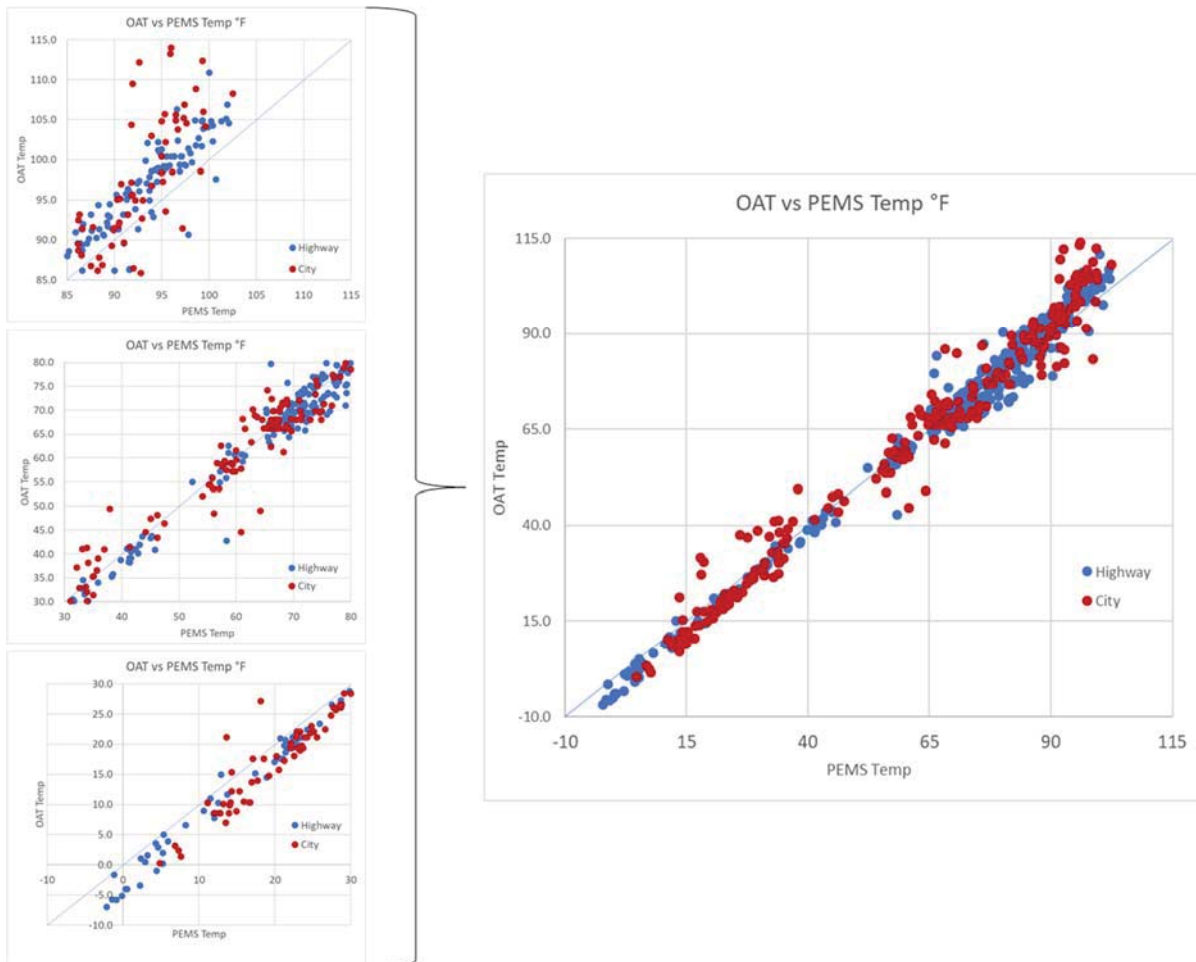 OAT vs PEMS Temp °F
115.0
110.0
105.0
100.0
95.0
90.0
85.0
OAT Temp
85 90 95 100 105 110 115
PEMS Temp
Highway
City
OAT vs PEMS Temp °F
80.0
75.0
70.0
65.0
60.0
55.0
50.0
45.0
40.0
35.0
30.0
OAT Temp
30 40 50 60 70 80
PEMS Temp
Highway
City
OAT vs PEMS Temp °F
30.0
25.0
20.0
15.0
10.0
5.0
0.0
-5.0
-10.0
OAT Temp
-10 0 10 20 30
PEMS Temp
Highway
City
OAT vs PEMS Temp °F
115.0
90.0
65.0
40.0
15.0
-10.0
OAT Temp
-10 15 40 65 90 115
PEMS Temp
Highway
City